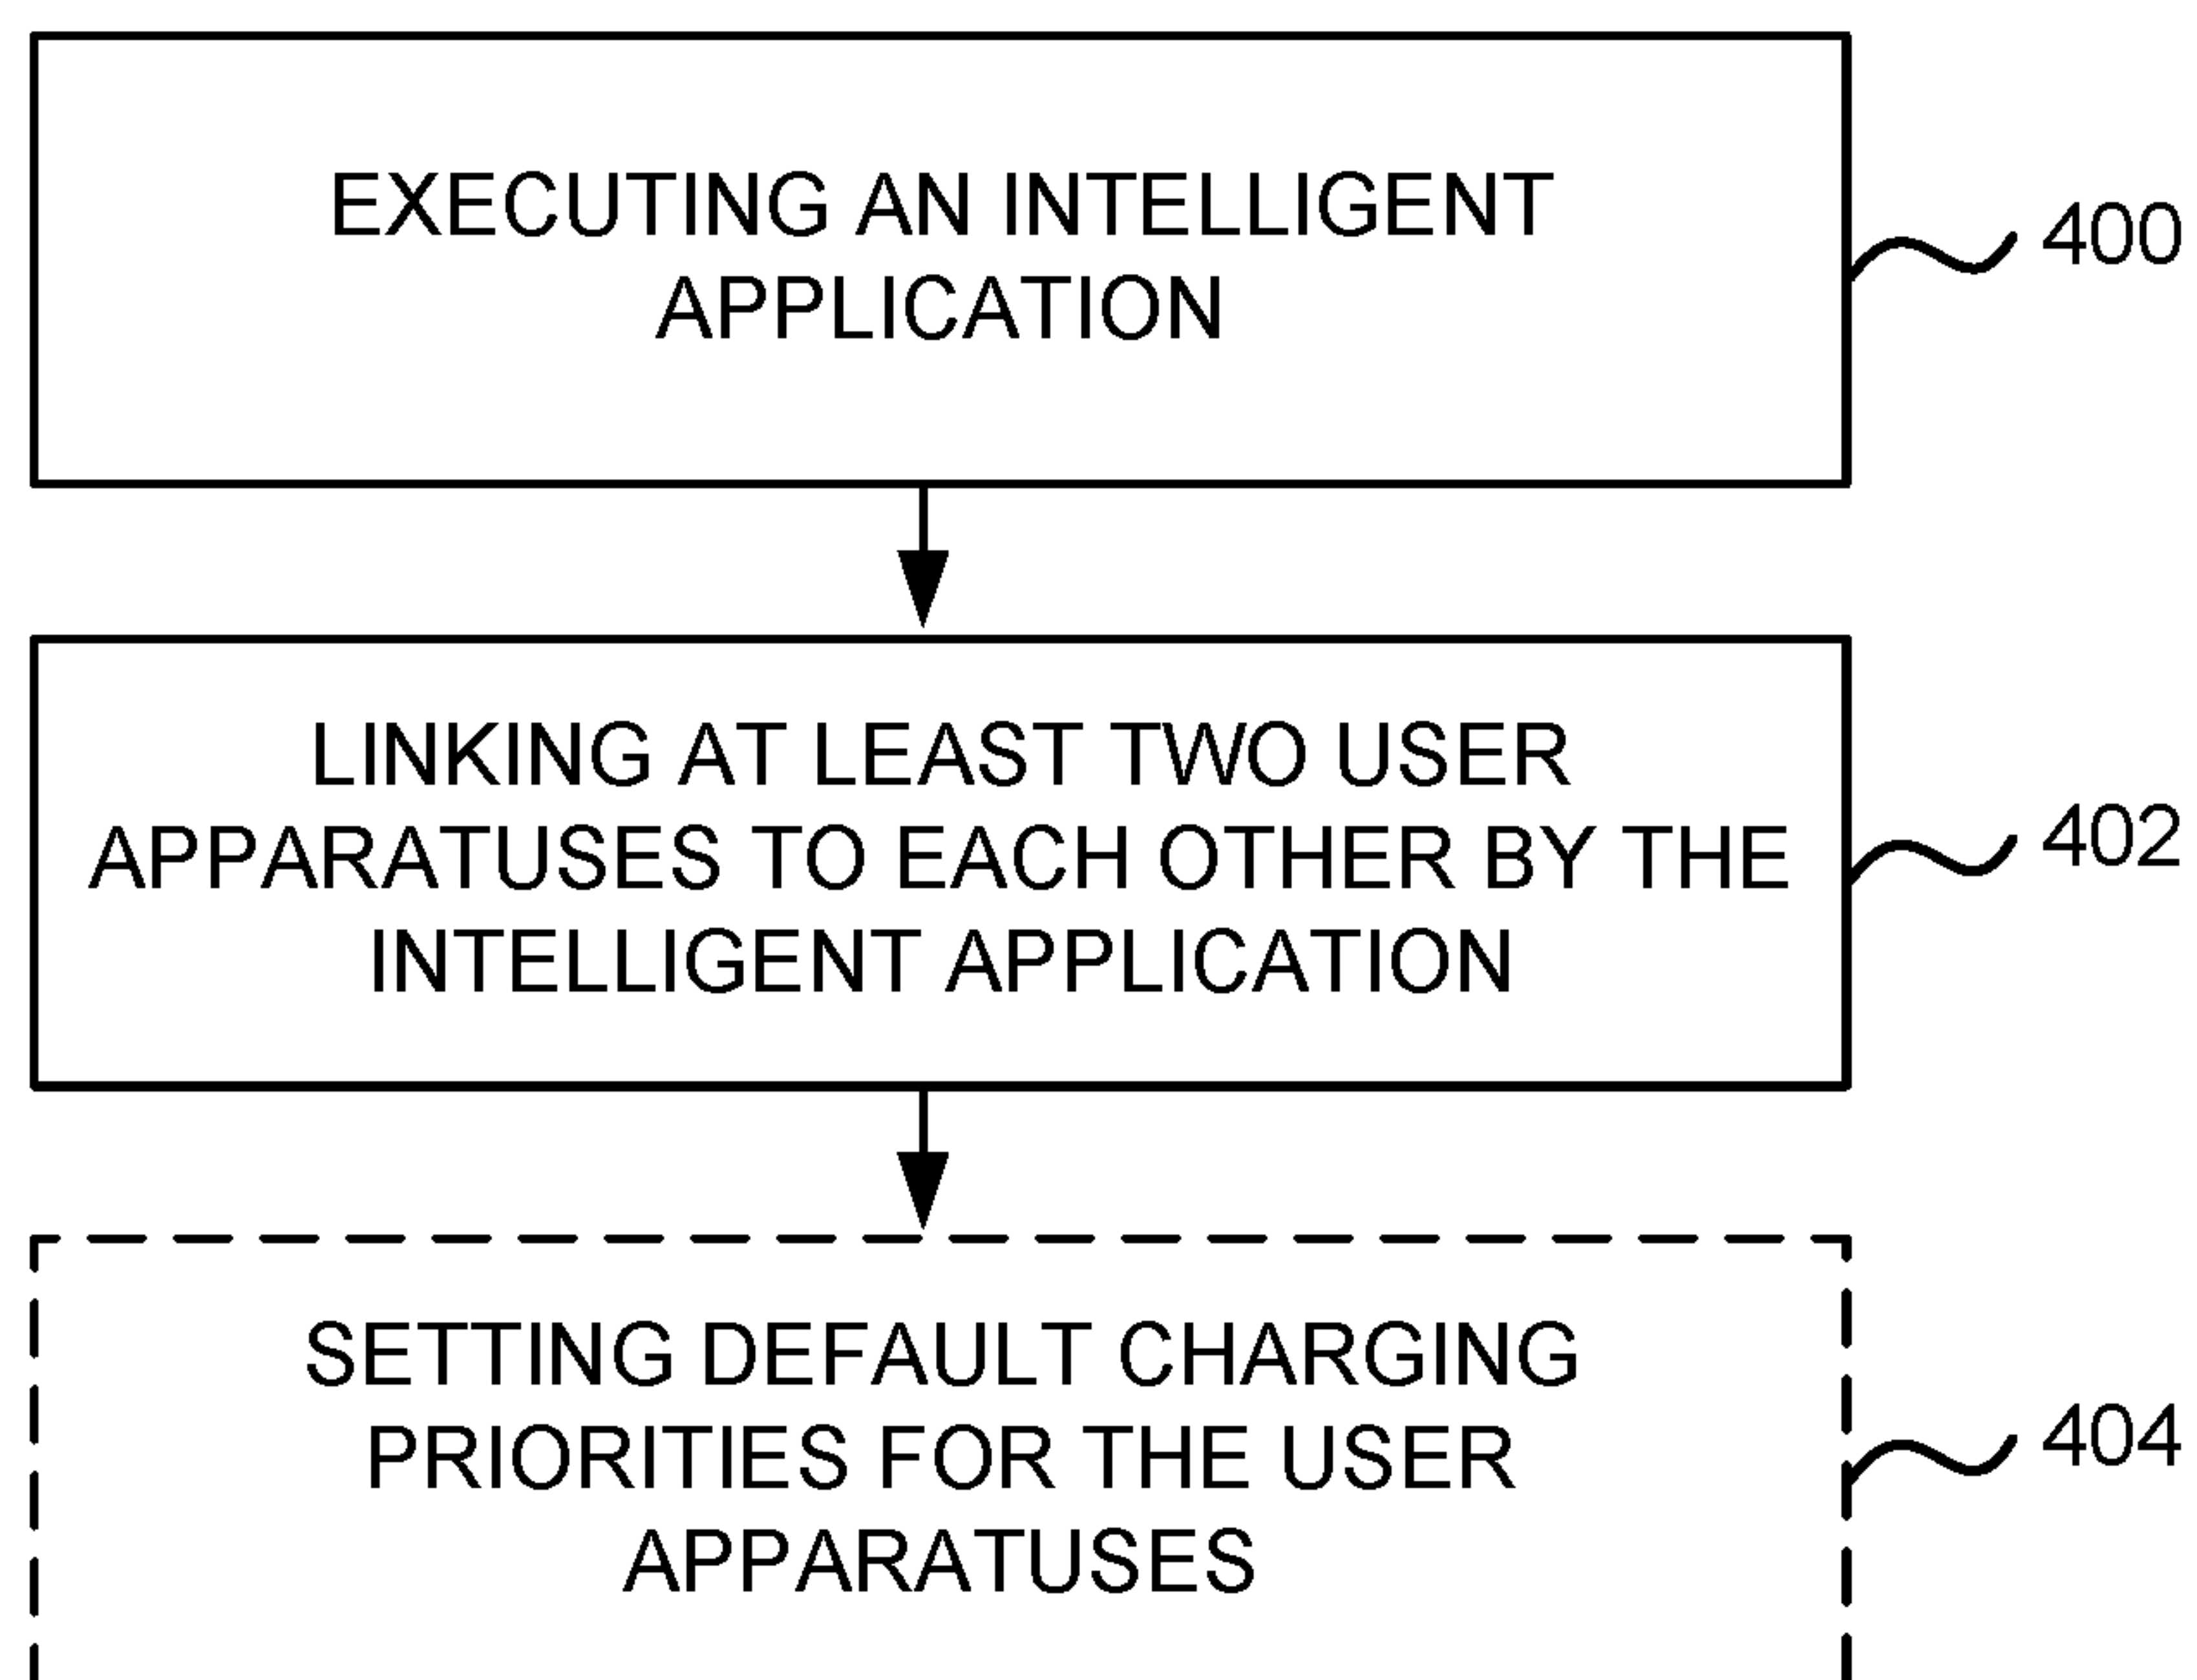 EXECUTING AN INTELLIGENT
APPLICATION
400
LINKING AT LEAST TWO USER
APPARATUSES TO EACH OTHER BY THE
INTELLIGENT APPLICATION
402
SETTING DEFAULT CHARGING
PRIORITIES FOR THE USER
APPARATUSES
404